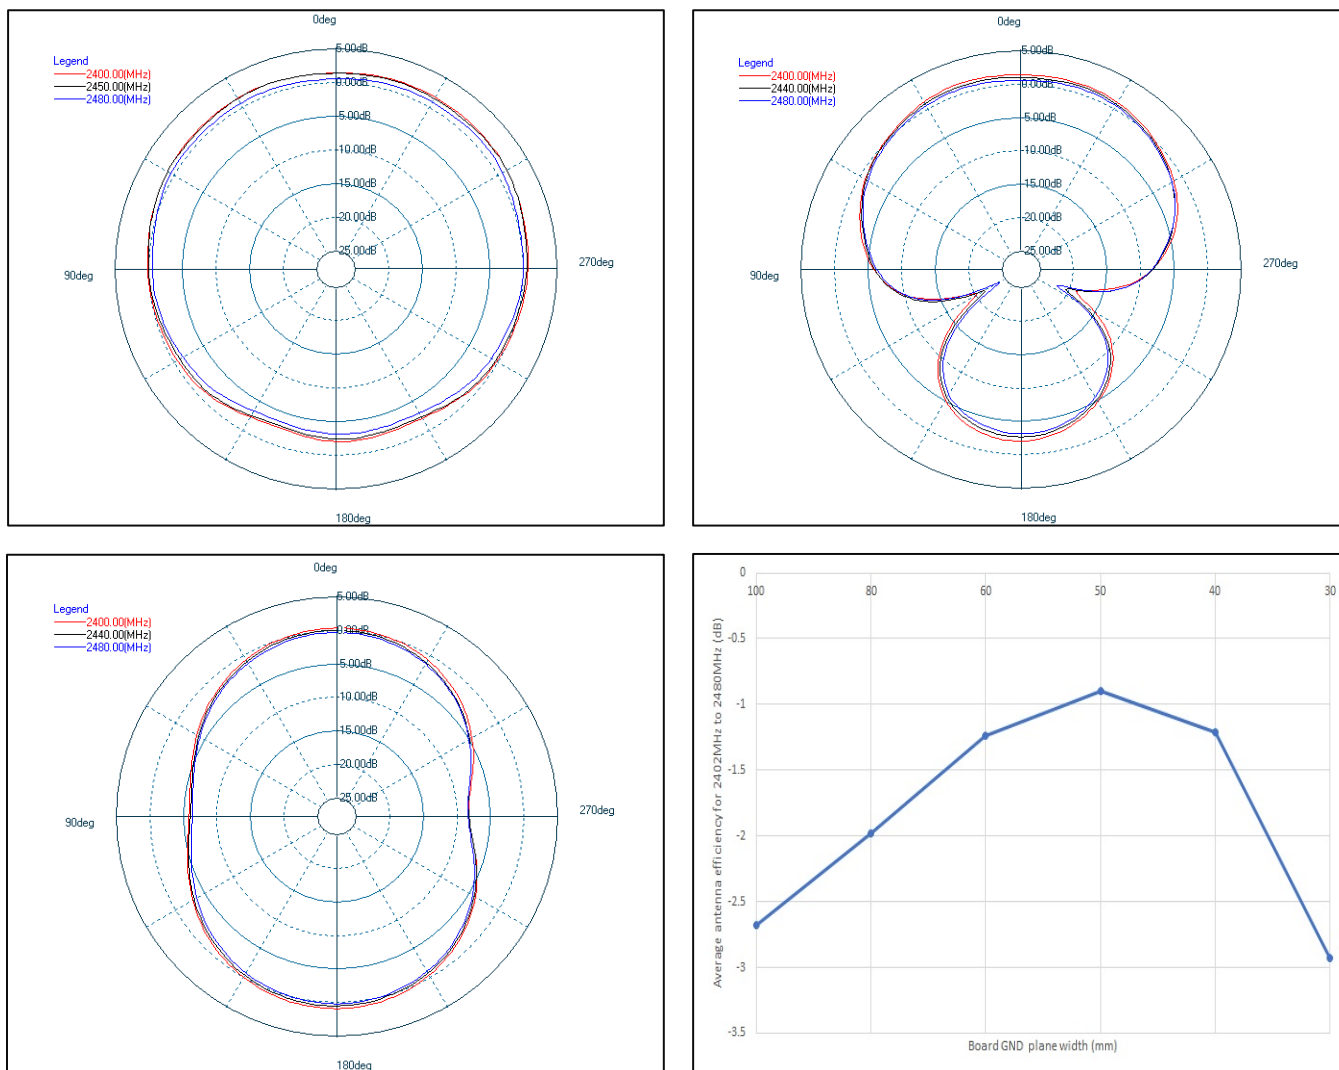 0deg
Legend
2400.00(MHz)
2450.00(MHz)
2480.00(MHz)
5.00dB
0.00dB
5.00dB
10.00dB
15.00dB
20.00dB
25.00dB
90deg
270deg
180deg
0deg
Legend
2400.00(MHz)
2440.00(MHz)
2480.00(MHz)
5.00dB
0.00dB
5.00dB
10.00dB
15.00dB
20.00dB
25.00dB
90deg
270deg
180deg
0deg
Legend
2400.00(MHz)
2440.00(MHz)
2480.00(MHz)
5.00dB
0.00dB
5.00dB
10.00dB
15.00dB
20.00dB
25.00dB
90deg
270deg
180deg
0
100 80 60 50 40 30
-0.5
-1
-1.5
-2
-2.5
-3
-3.5
Average antenna efficiency for 2402MHz to 2480MHz (dB)
Board GND plane width (mm)